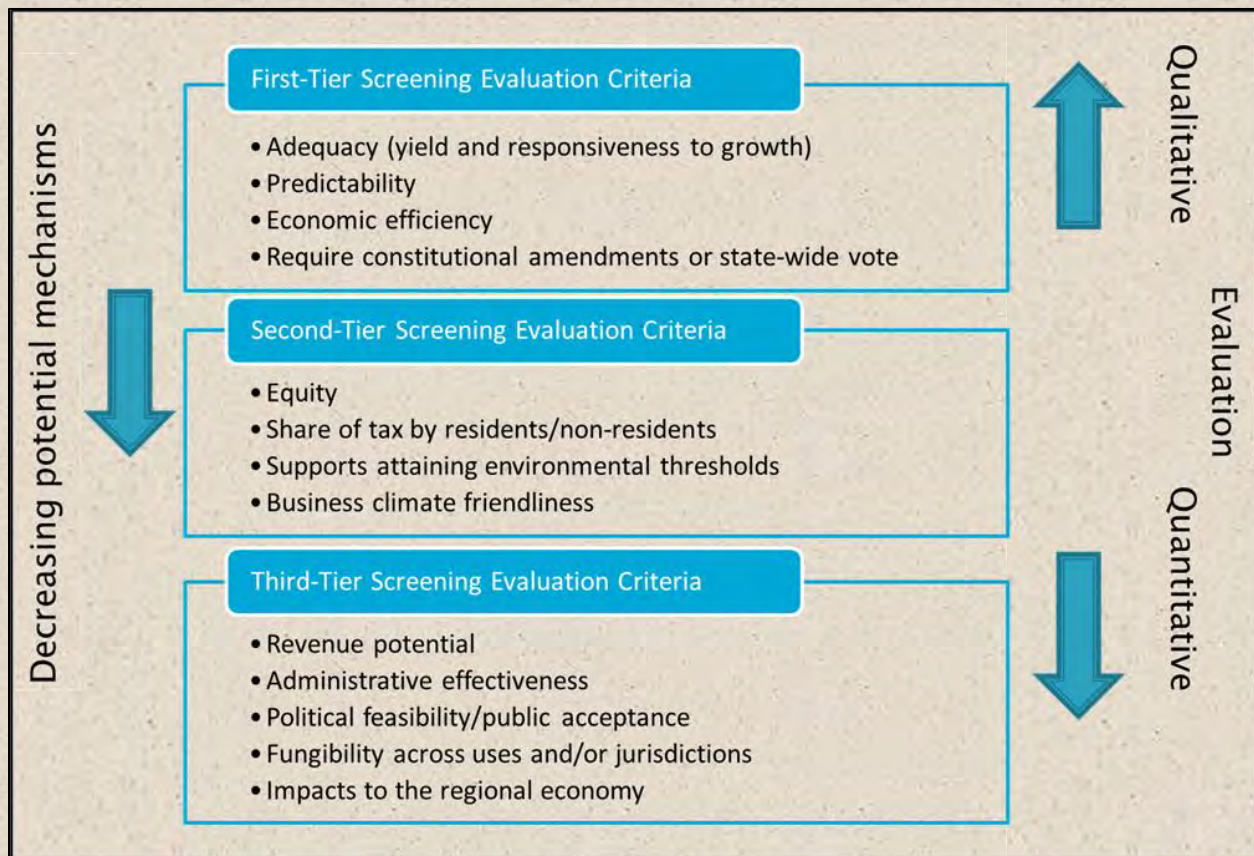 Decreasing potential mechanisms
First-Tier Screening Evaluation Criteria
• Adequacy (yield and responsiveness to growth)
• Predictability
• Economic efficiency
• Require constitutional amendments or state-wide vote
Second-Tier Screening Evaluation Criteria
• Equity
• Share of tax by residents/non-residents
• Supports attaining environmental thresholds
• Business climate friendliness
Third-Tier Screening Evaluation Criteria
• Revenue potential
• Administrative effectiveness
• Political feasibility/public acceptance
• Fungibility across uses and/or jurisdictions
• Impacts to the regional economy
Qualitative
Evaluation
Quantitative